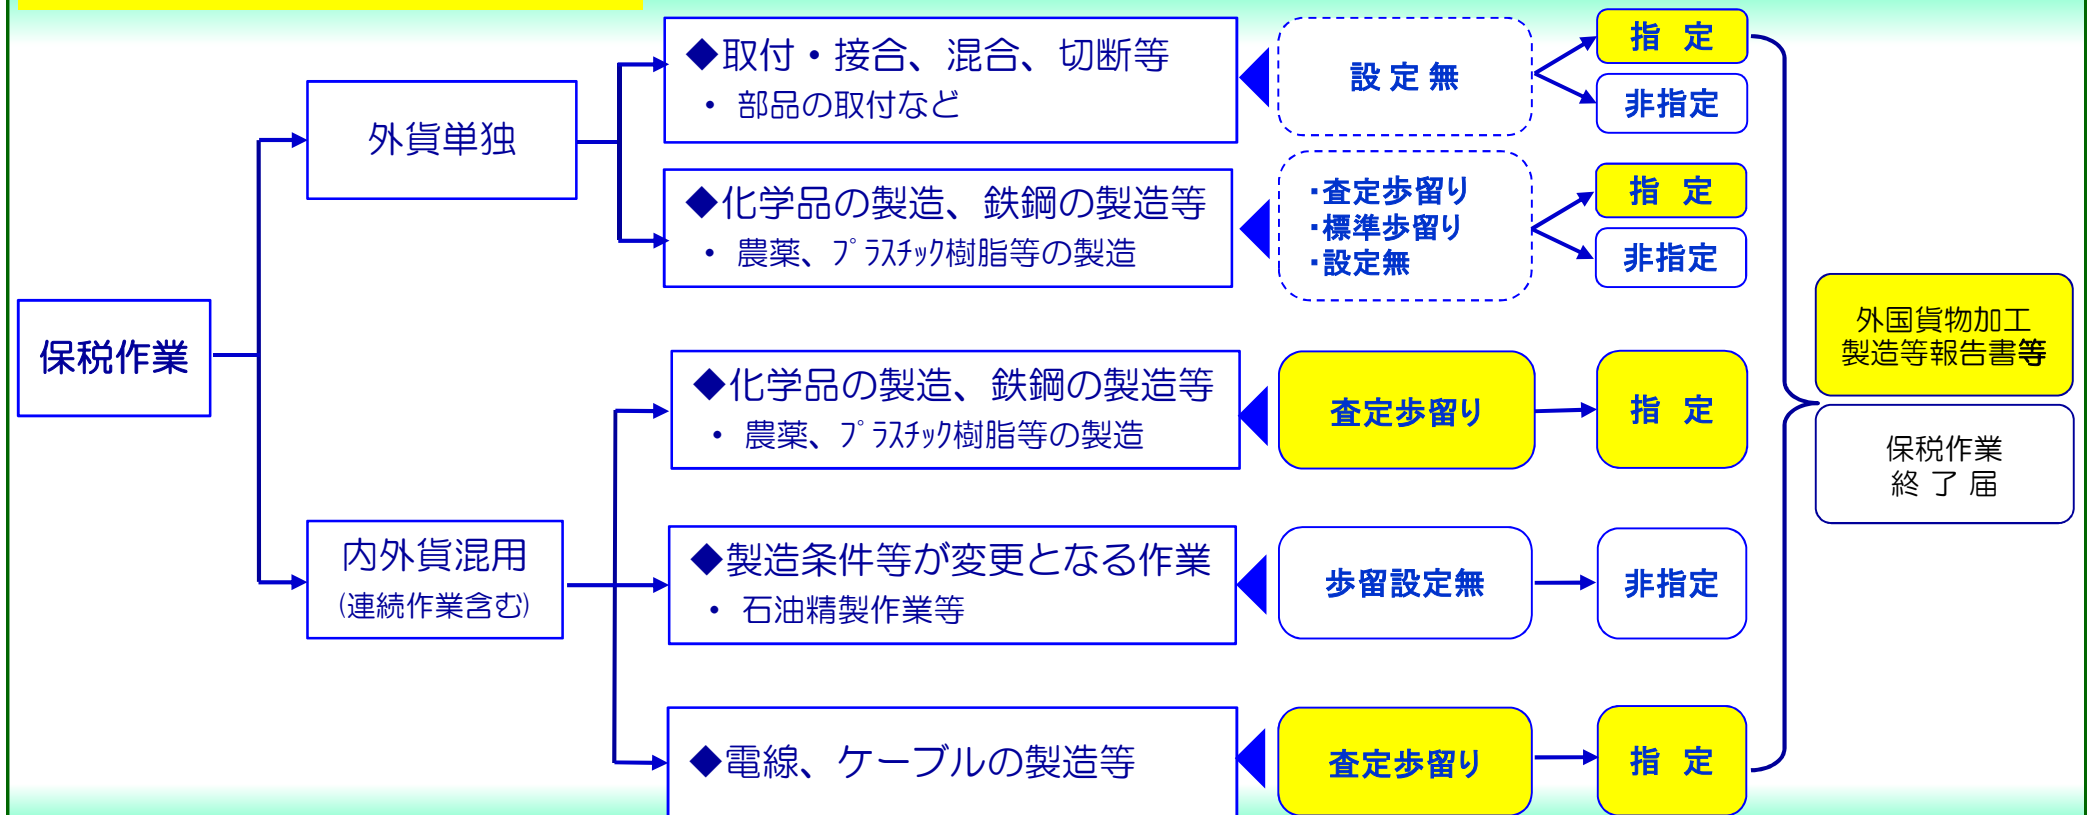 保税作業
外貨単独
◆取付・接合、混合、切断等
・ 部品の取付など
設定無
指 定
非指定
◆化学品の製造、鉄鋼の製造等
・ 農薬、プラスチック樹脂等の製造
・査定歩留り
・標準歩留り
・設定無
指 定
非指定
内外貨混用
(連続作業含む)
◆化学品の製造、鉄鋼の製造等
・ 農薬、プラスチック樹脂等の製造
査定歩留り
指 定
◆製造条件等が変更となる作業
・ 石油精製作業等
歩留設定無
非指定
◆電線、ケーブルの製造等
査定歩留り
指 定
外国貨物加工
製造等報告書等
保税作業
終 了 届